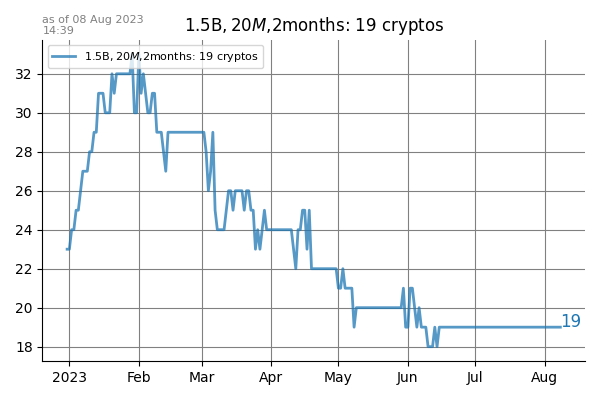 as of 08 Aug 2023
14:39
1.5B, 20M,2months: 19 cryptos
1.5B, 20M,2months: 19 cryptos
32
30
28
26
24
22
20
18
19
2023 Feb Mar Apr May Jun Jul Aug